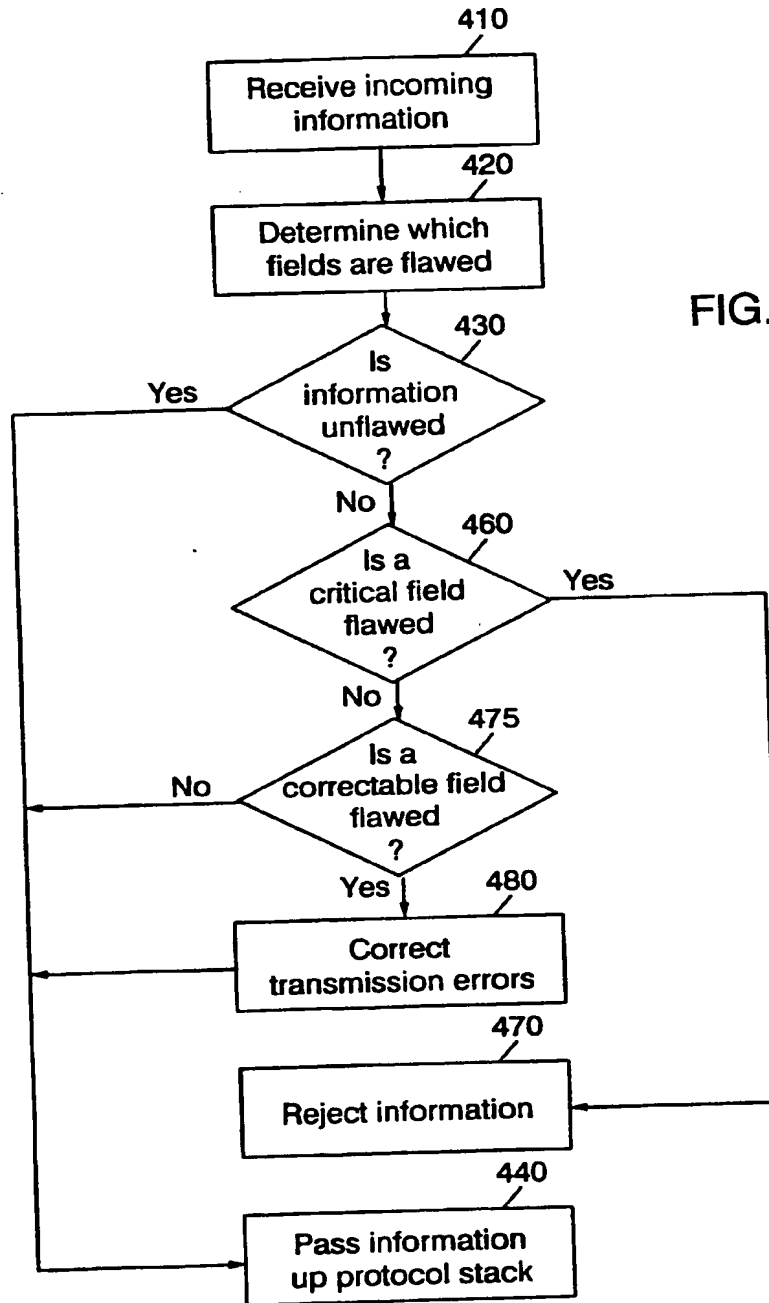 410
Receive incoming
information
420
Determine which
fields are flawed
FIG.
430
Is
information
unflawed
?
Yes
No
460
Is a
critical field
flawed
?
Yes
No
475
Is a
correctable field
flawed
?
No
Yes
480
Correct
transmission errors
470
Reject information
440
Pass information
up protocol stack